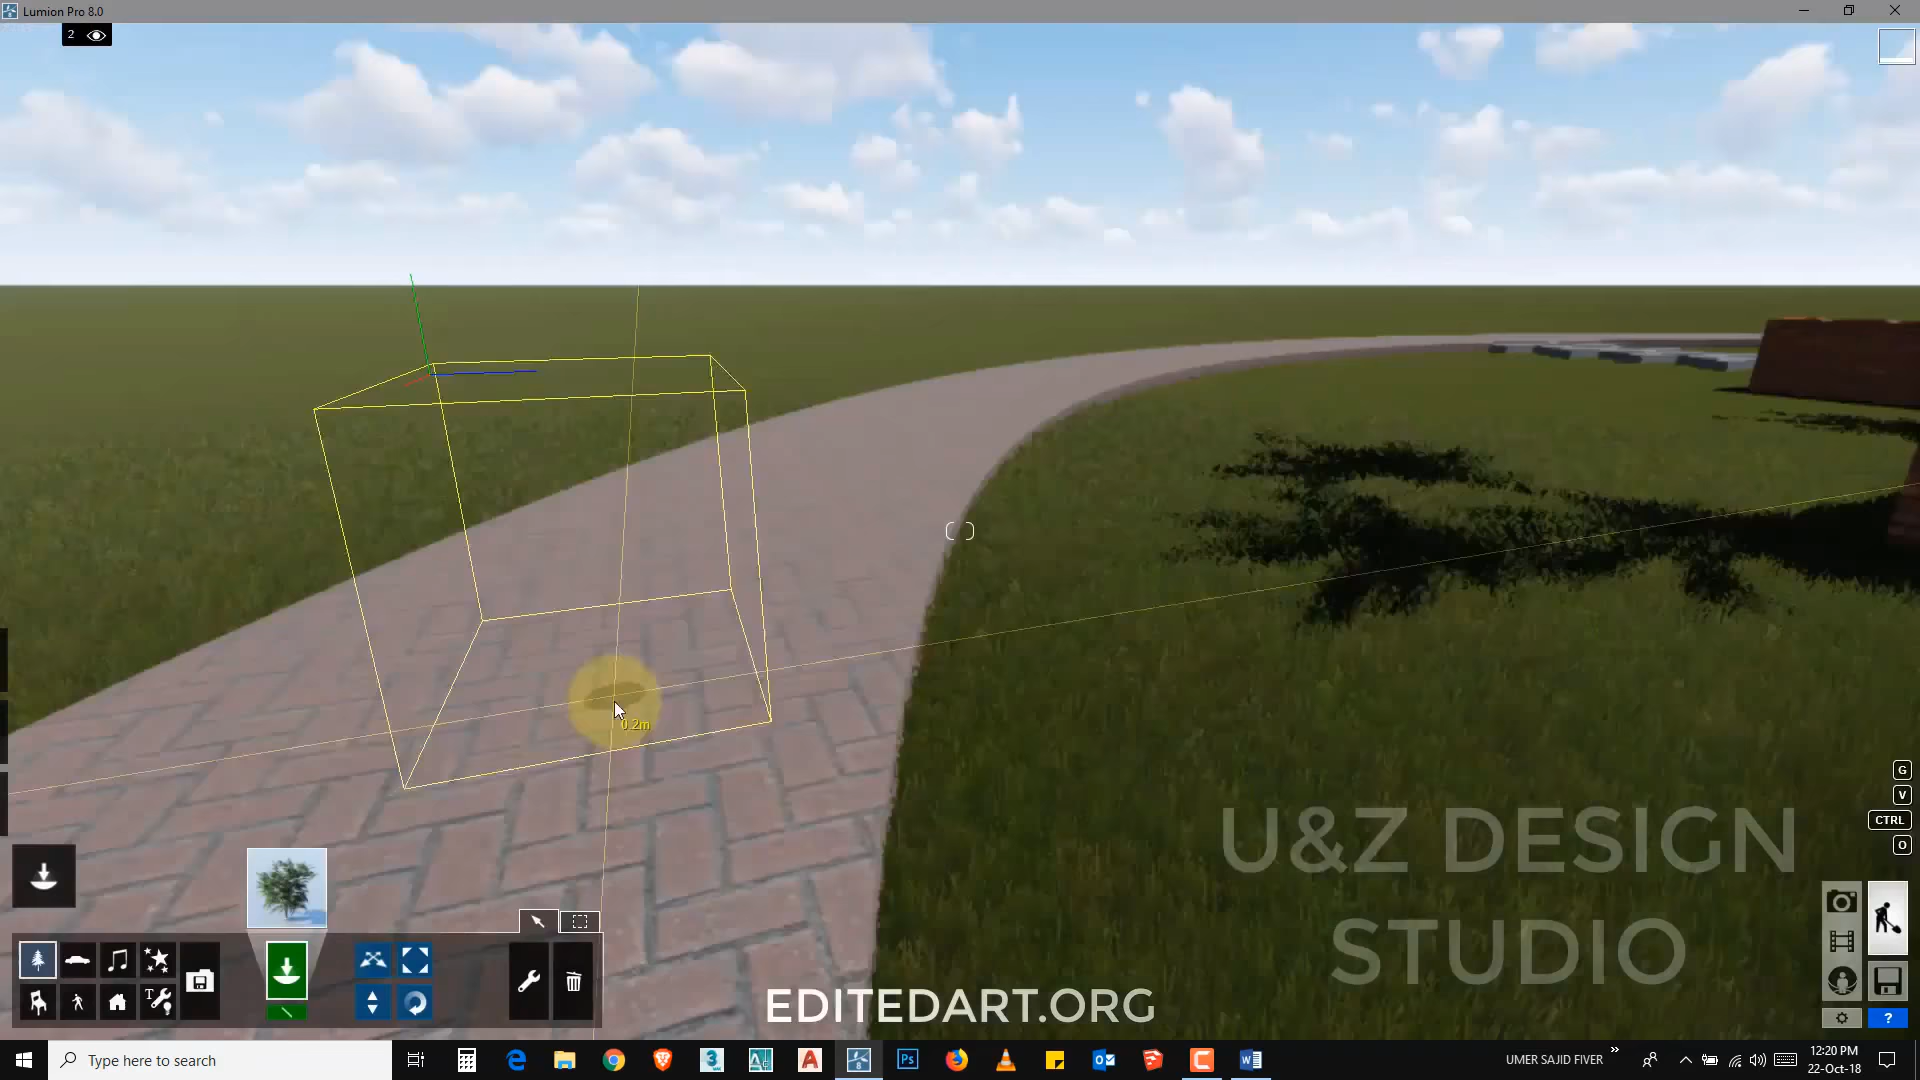 Lumion Pro 8.0
2
0.2m
G
V
CTRL
O
U&Z DESIGN
STUDIO
EDITEDART.ORG
?
Type here to search
UMER SAJID FIVER
12:20 PM
22-Oct-18